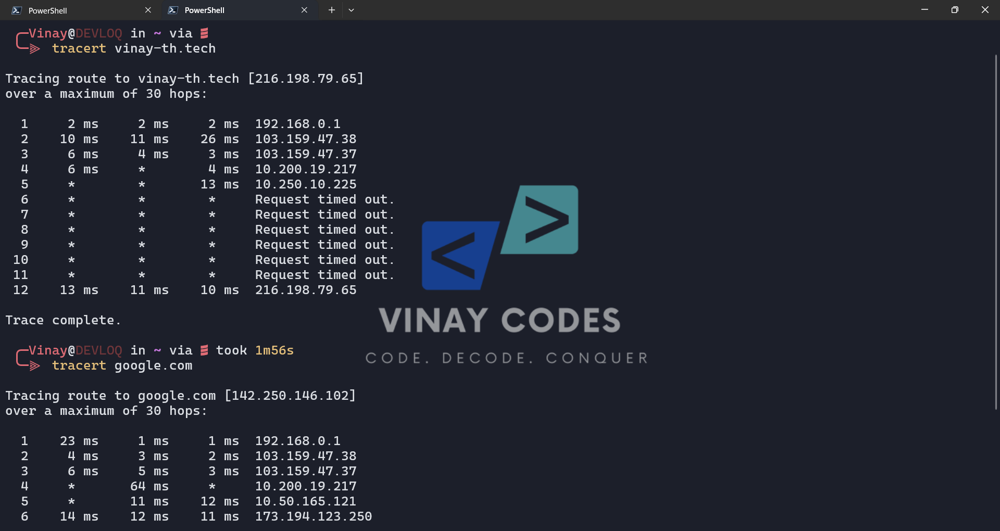 PowerShell
PowerShell
Vinay@DEVLOQ in ~ via
tracert vinay-th.tech
Tracing route to vinay-th.tech [216.198.79.65]
over a maximum of 30 hops:
1 2 ms 2 ms 2 ms 192.168.0.1
2 10 ms 11 ms 26 ms 103.159.47.38
3 6 ms 4 ms 3 ms 103.159.47.37
4 6 ms * 4 ms 10.200.19.217
5 * * 13 ms 10.250.10.225
6 * * * Request timed out.
7 * * * Request timed out.
8 * * * Request timed out.
9 * * * Request timed out.
10 * * * Request timed out.
11 * * * Request timed out.
12 13 ms 11 ms 10 ms 216.198.79.65
Trace complete.
Vinay@DEVLOQ in ~ via took 1m56s
tracert google.com
Tracing route to google.com [142.250.146.102]
over a maximum of 30 hops:
1 23 ms 1 ms 1 ms 192.168.0.1
2 4 ms 3 ms 2 ms 103.159.47.38
3 6 ms 5 ms 3 ms 103.159.47.37
4 * 64 ms * 10.200.19.217
5 * 11 ms 12 ms 10.50.165.121
6 14 ms 12 ms 11 ms 173.194.123.250
< >
VINAY CODES
CODE. DECODE. CONQUER